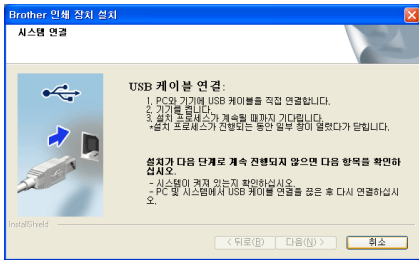 Brother 인쇄 장치 설치
시스템 연결
USB 케이블 연결:
1. PC와 기기에 USB 케이블을 직접 연결합니다.
2. 기기를 켭니다.
3. 설치 프로세스가 계속될 때까지 기다립니다.
*설치 프로세스가 진행되는 동안 일부 창이 열렸다가 닫힙니다.
설치가 다음 단계로 계속 진행되지 않으면 다음 항목을 확인하
십시오.
- 시스템이 켜져 있는지 확인하십시오.
- PC 및 시스템에서 USB 케이블 연결을 끊은 후 다시 연결하십시
오.
InstallShield
< 뒤로(B) 다음(N) > 취소